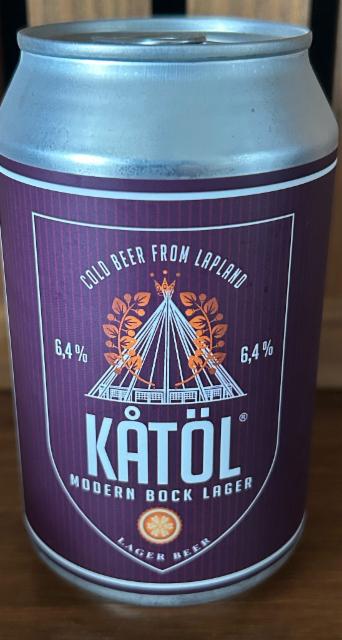 COLD BEER FROM LAPLAND
6,4% 6,4%
KÅTÖL®
MODERN BOCK LAGER
LAGER BEER